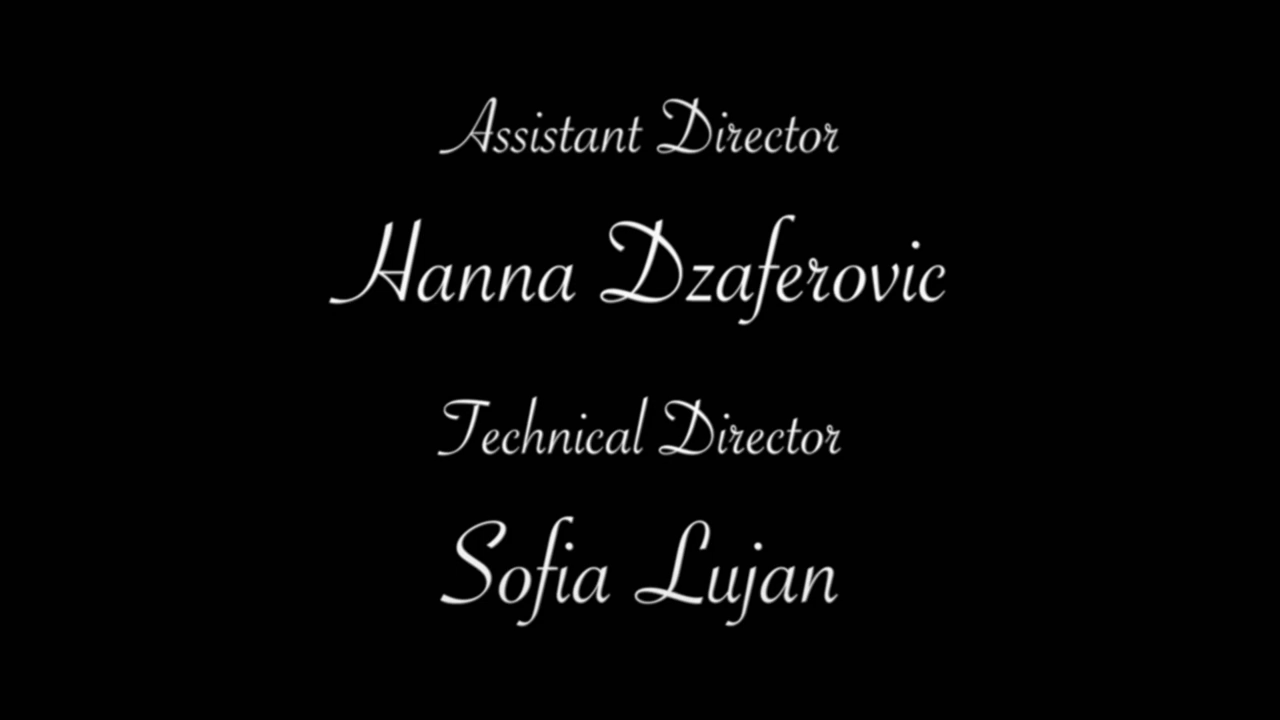 Assistant Director
Hanna Dzaferovic
Technical Director
Sofia Lujan